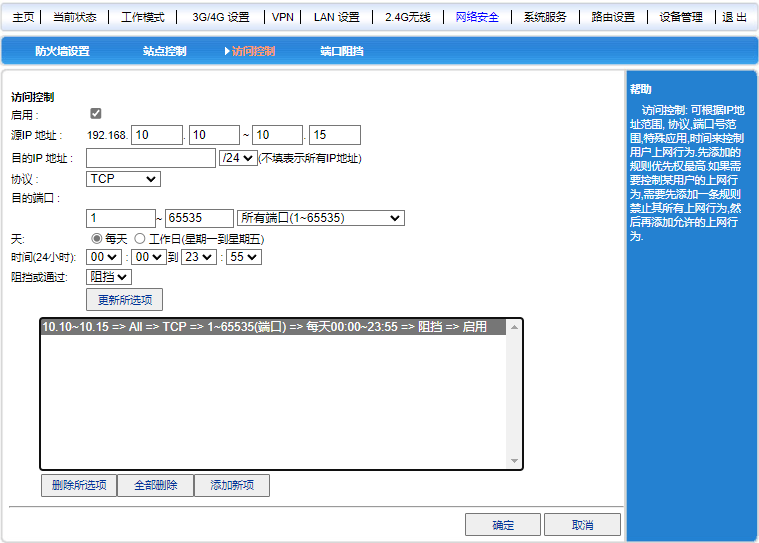 主页 当前状态 工作模式 3G/4G 设置 VPN LAN 设置 2.4G无线 网络安全 系统服务 路由设置 设备管理 退 出
防火墙设置 站点控制 访问控制 端口阻挡
访问控制
启用 :
源IP 地址 : 192.168. 10 . 10 ~ 10 . 15
目的IP 地址 : /24 (不填表示所有IP地址)
协议 : TCP
目的端口 :
1 ~ 65535 所有端口(1~65535)
天: 每天 工作日(星期一到星期五)
时间(24小时): 00 : 00 到 23 : 55
阻挡或通过: 阻挡
更新所选项
10.10~10.15 => All => TCP => 1~65535(端口) => 每天00:00~23:55 => 阻挡 => 启用
删除所选项 全部删除 添加新项
确定 取消
帮助
访问控制: 可根据IP地
址范围, 协议,端口号范
围,特殊应用,时间来控制
用户上网行为.先添加的
规则优先权最高.如果需
要控制某用户的上网行
为,需要先添加一条规则
禁止其所有上网行为,然
后再添加允许的上网行
为.